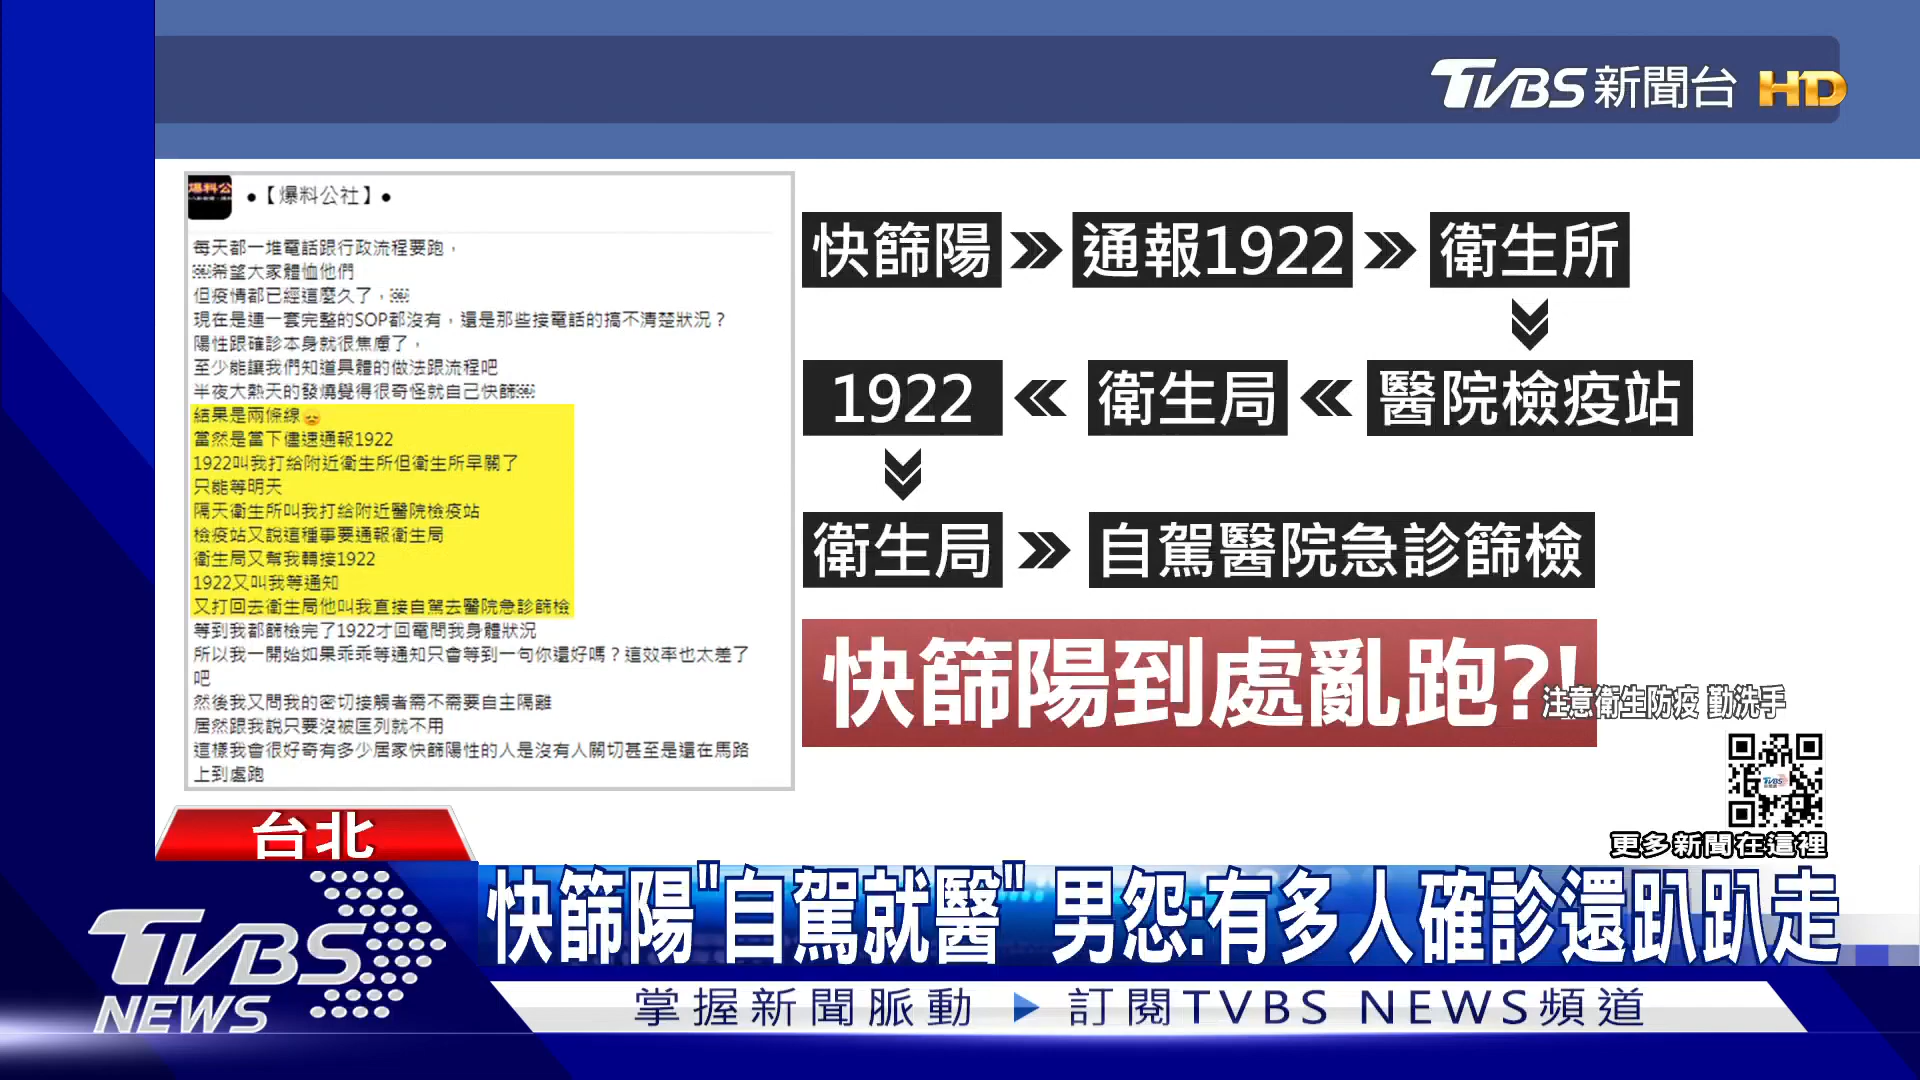 TVBS新聞台 HD
爆料公
●【爆料公社】●
每天都一堆電話跟行政流程要跑，
希望大家體恤他們
但疫情都已經這麼久了，
現在是連一套完整的SOP都沒有，還是那些接電話的搞不清楚狀況？
陽性跟確診本身就很焦慮了，
至少能讓我們知道具體的做法跟流程吧
半夜大熱天的發燒覺得很奇怪就自己快篩
結果是兩條線😞
當然是當下儘速通報1922
1922叫我打給附近衛生所但衛生所早關了
只能等明天
隔天衛生所叫我打給附近醫院檢疫站
檢疫站又說這種事要通報衛生局
衛生局又幫我轉接1922
1922又叫我等通知
又打回去衛生局他叫我直接自駕去醫院急診篩檢
等到我都篩檢完了1922才回電問我身體狀況
所以我一開始如果乖乖等通知只會等到一句你還好嗎？這效率也太差了
吧
然後我又問我的密切接觸者需不需要自主隔離
居然跟我說只要沒被匡列就不用
這樣我會很好奇有多少居家快篩陽性的人是沒有人關切甚至是還在馬路
上到處跑
快篩陽 通報1922 衛生所
1922 衛生局 醫院檢疫站
衛生局 自駕醫院急診篩檢
快篩陽到處亂跑?!
注意衛生防疫 勤洗手
TVBS
更多新聞在這裡
台北
快篩陽"自駕就醫" 男怨:有多人確診還趴趴走
TVBS NEWS
掌握新聞脈動 ▶ 訂閱TVBS NEWS頻道